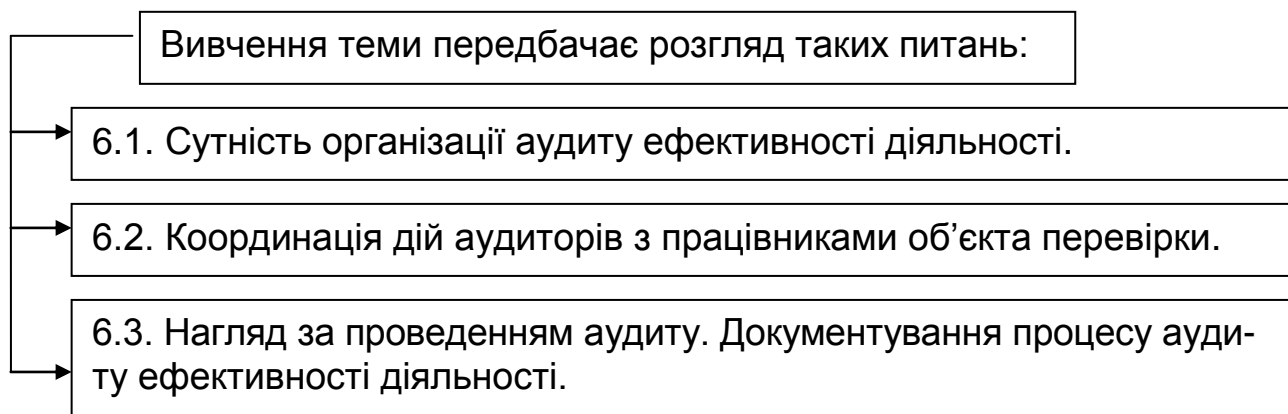 Вивчення теми передбачає розгляд таких питань:
6.1. Сутність організації аудиту ефективності діяльності.
6.2. Координація дій аудиторів з працівниками об’єкта перевірки.
6.3. Нагляд за проведенням аудиту. Документування процесу ауди-
ту ефективності діяльності.